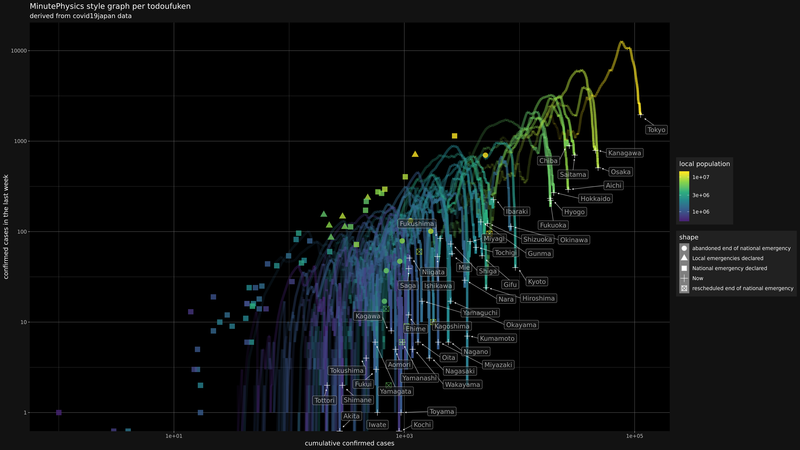 MinutePhysics style graph per todoufuken
derived from covid19japan data
confirmed cases in the last week
10000
1000
100
10
1
Tokyo
Kanagawa
Chiba
Saitama
Osaka
Aichi
Hokkaido
Hyogo
Ibaraki
Fukuoka
Fukushima
Miyagi
Shizuoka
Okinawa
Tochigi
Gunma
Mie
Shiga
Niigata
Kyoto
Saga
Ishikawa
Gifu
Nara
Hiroshima
Yamaguchi
Kagawa
Okayama
Ehime
Kagoshima
Kumamoto
Nagano
Oita
Miyazaki
Aomori
Nagasaki
Tokushima
Yamanashi
Fukui
Wakayama
Yamagata
Tottori
Shimane
Toyama
Akita
Iwate
Kochi
1e+01
1e+03
1e+05
cumulative confirmed cases
local population
1e+07
3e+06
1e+06
shape
abandoned end of national emergency
Local emergencies declared
National emergency declared
Now
rescheduled end of national emergency